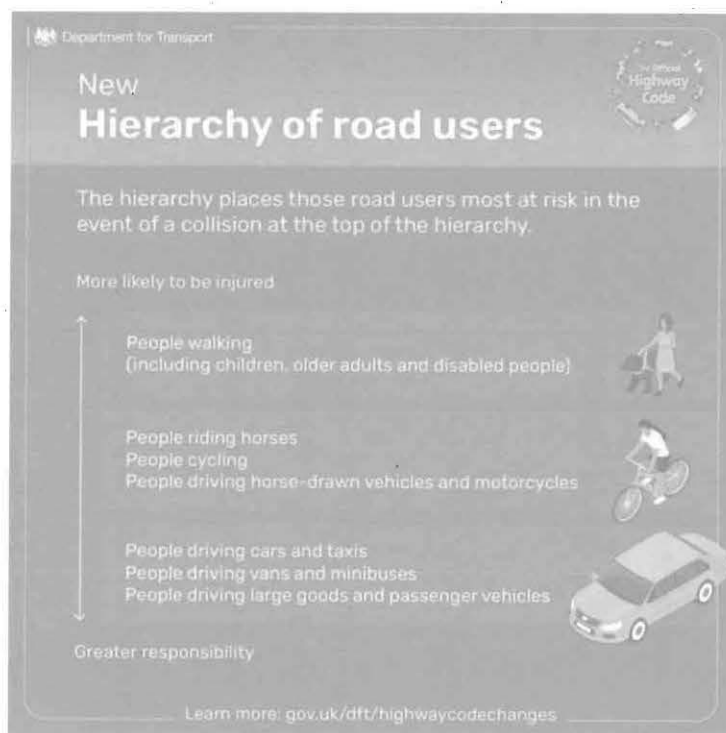 Department for Transport
The Official
Highway
Code
New
Hierarchy of road users
The hierarchy places those road users most at risk in the
event of a collision at the top of the hierarchy.
More likely to be injured
People walking
(including children, older adults and disabled people)
People riding horses
People cycling
People driving horse-drawn vehicles and motorcycles
People driving cars and taxis
People driving vans and minibuses
People driving large goods and passenger vehicles
Greater responsibility
Learn more: gov.uk/dft/highwaycodechanges